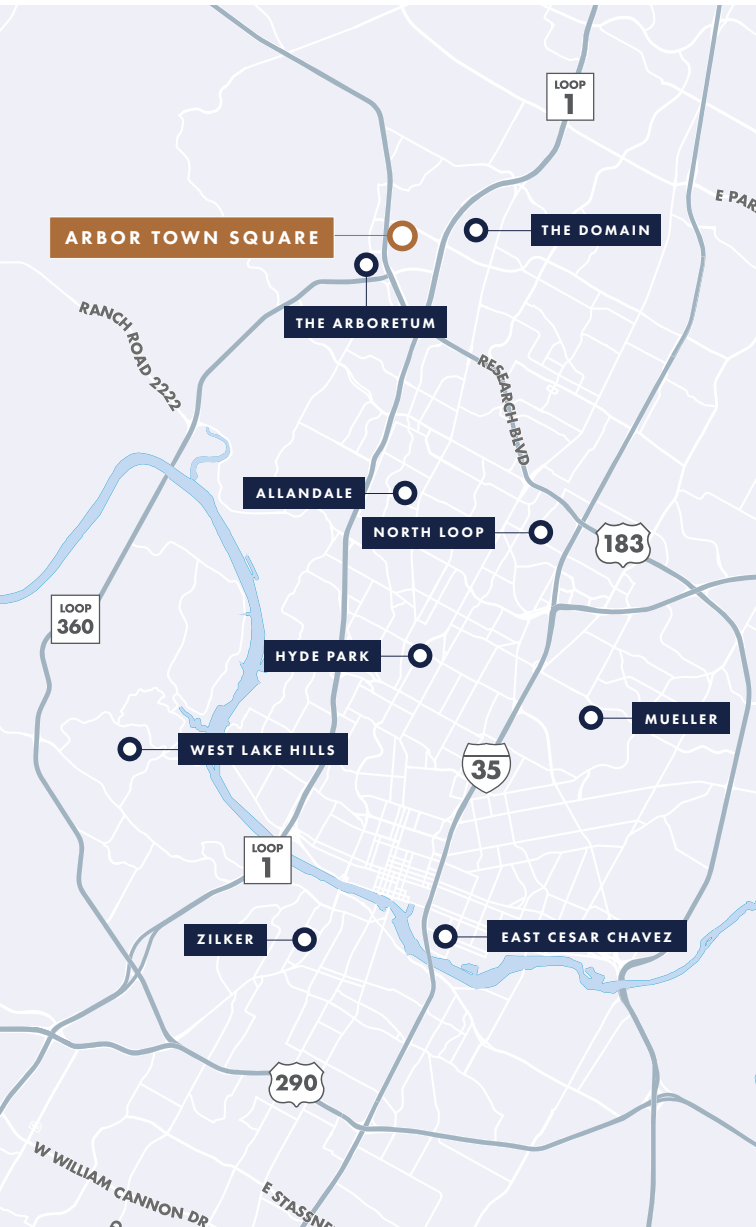 LOOP
1
E PAR
ARBOR TOWN SQUARE
THE DOMAIN
THE ARBORETUM
RANCH ROAD 2222
RESEARCH BLVD
ALLANDALE
NORTH LOOP
183
LOOP
360
HYDE PARK
MUELLER
WEST LAKE HILLS
35
LOOP
1
ZILKER
EAST CESAR CHAVEZ
290
W WILLIAM CANNON DR
E STASSNE